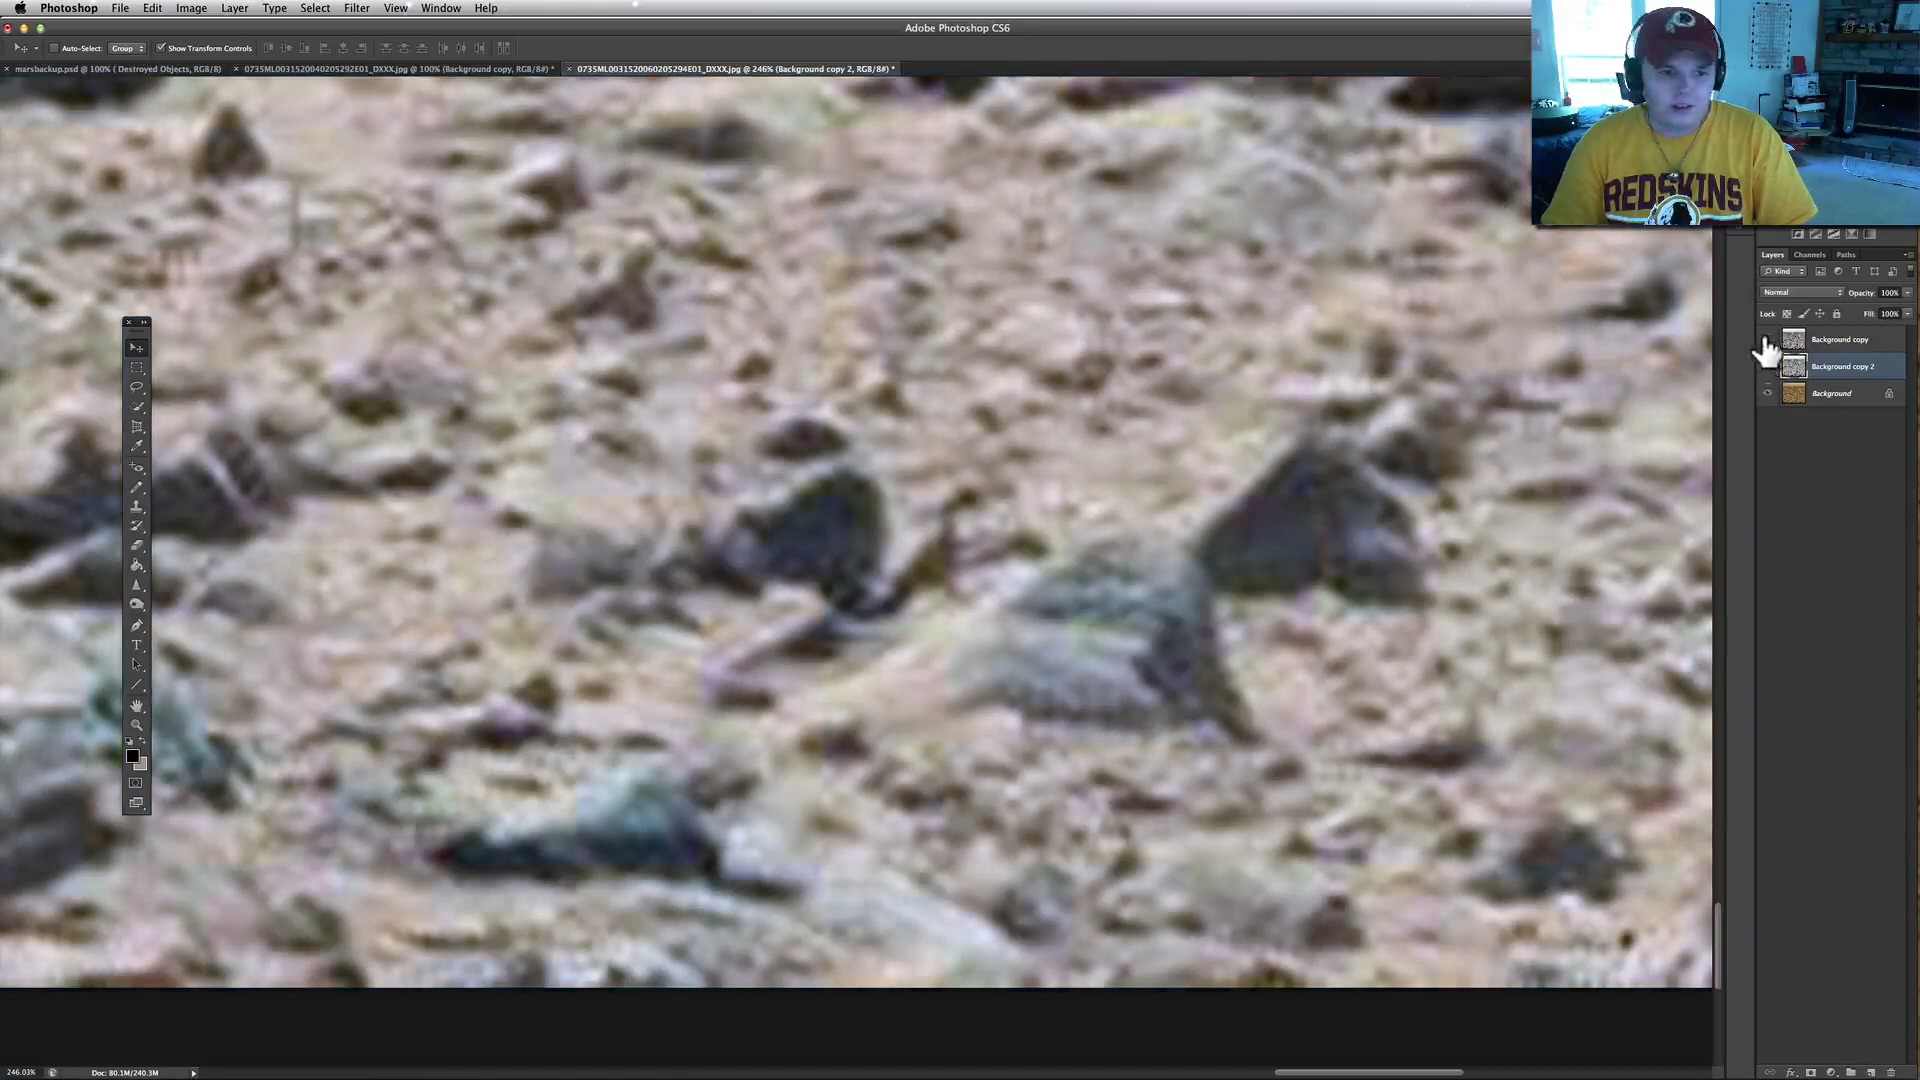 Photoshop File Edit Image Layer Type Select Filter View Window Help
Adobe Photoshop CS6
Auto-Select: Group Show Transform Controls
marsbackup.psd @ 100% ( Destroyed Objects, RGB/8)
0735ML0031520040205292E01_DXXX.jpg @ 100% (Background copy, RGB/8#) *
0735ML0031520060205294E01_DXXX.jpg @ 246% (Background copy 2, RGB/8#) *
REDSKINS
Layers Channels Paths
Kind
Normal Opacity: 100%
Lock: Fill: 100%
Background copy
Background copy 2
Background
246.03% Doc: 80.1M/240.3M